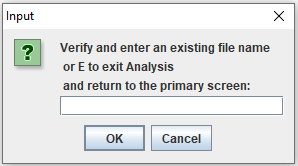 Input
Verify and enter an existing file name
or E to exit Analysis
and return to the primary screen:
OK
Cancel